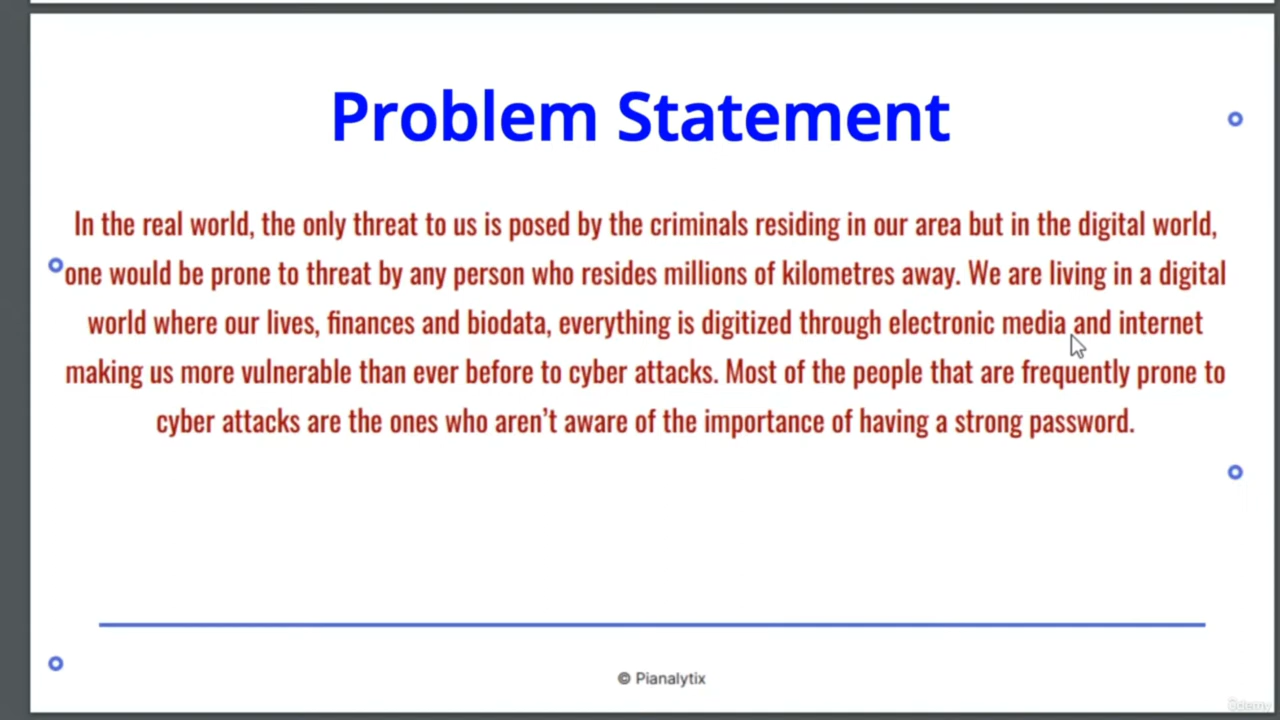 Problem Statement
In the real world, the only threat to us is posed by the criminals residing in our area but in the digital world,
one would be prone to threat by any person who resides millions of kilometres away. We are living in a digital
world where our lives, finances and biodata, everything is digitized through electronic media and internet
making us more vulnerable than ever before to cyber attacks. Most of the people that are frequently prone to
cyber attacks are the ones who aren’t aware of the importance of having a strong password.
© Pianalytix
Udemy